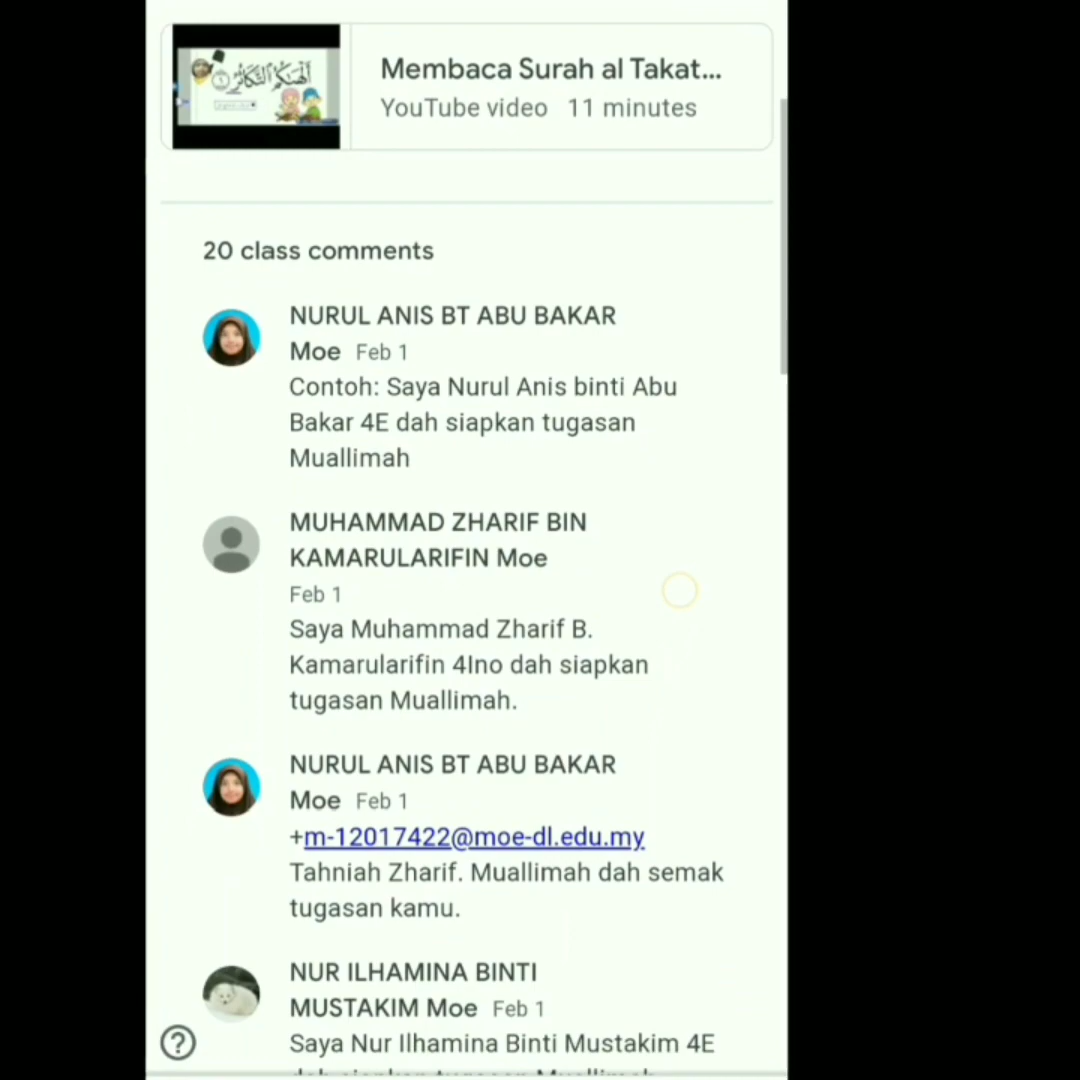 أَلْهَىٰكُمُ ٱلتَّكَاثُرُ
Membaca Surah al Takat...
YouTube video 11 minutes
20 class comments
NURUL ANIS BT ABU BAKAR
Moe Feb 1
Contoh: Saya Nurul Anis binti Abu
Bakar 4E dah siapkan tugasan
Muallimah
MUHAMMAD ZHARIF BIN
KAMARULARIFIN Moe
Feb 1
Saya Muhammad Zharif B.
Kamarularifin 4Ino dah siapkan
tugasan Muallimah.
NURUL ANIS BT ABU BAKAR
Moe Feb 1
+m-12017422@moe-dl.edu.my
Tahniah Zharif. Muallimah dah semak
tugasan kamu.
NUR ILHAMINA BINTI
MUSTAKIM Moe Feb 1
Saya Nur Ilhamina Binti Mustakim 4E